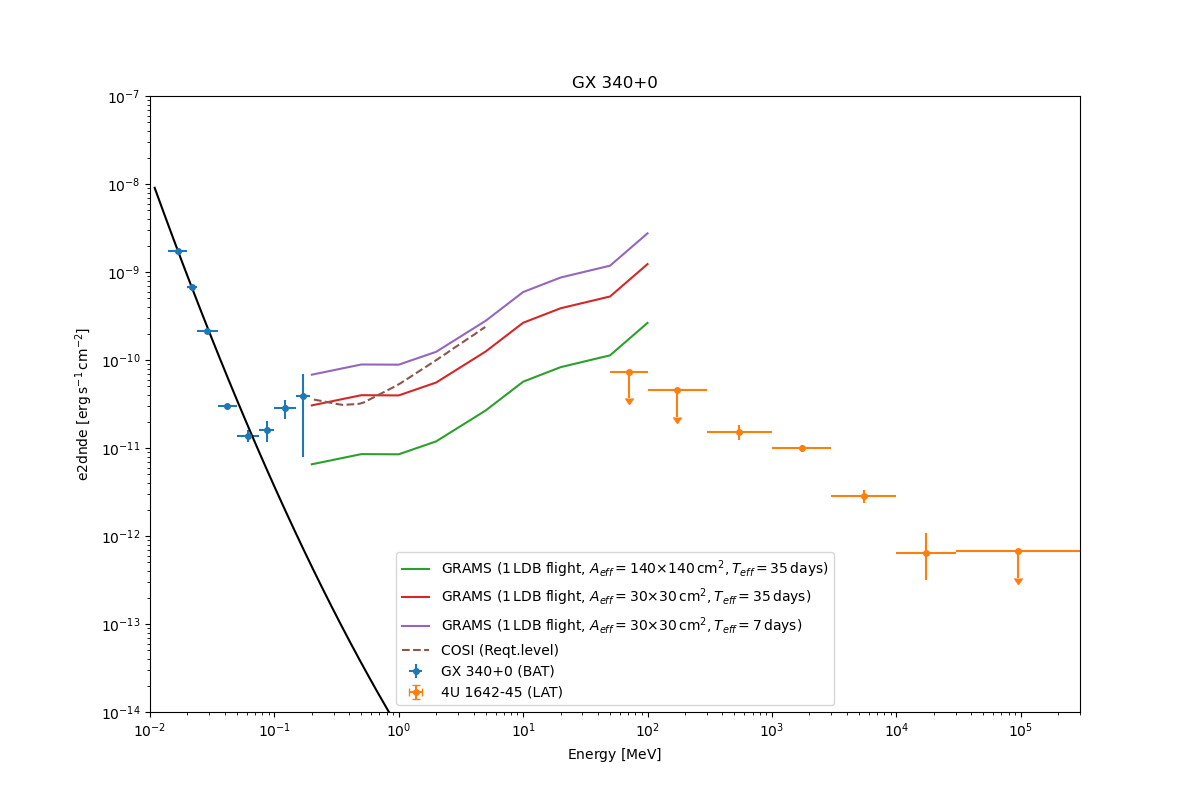 GX 340+0
10⁻⁷
10⁻⁸
10⁻⁹
10⁻¹⁰
10⁻¹¹
10⁻¹²
10⁻¹³
10⁻¹⁴
e2dnde [erg s⁻¹ cm⁻²]
GRAMS (1 LDB flight, A_eff = 140×140 cm², T_eff = 35 days)
GRAMS (1 LDB flight, A_eff = 30×30 cm², T_eff = 35 days)
GRAMS (1 LDB flight, A_eff = 30×30 cm², T_eff = 7 days)
COSI (Reqt.level)
GX 340+0 (BAT)
4U 1642-45 (LAT)
10⁻² 10⁻¹ 10⁰ 10¹ 10² 10³ 10⁴ 10⁵
Energy [MeV]